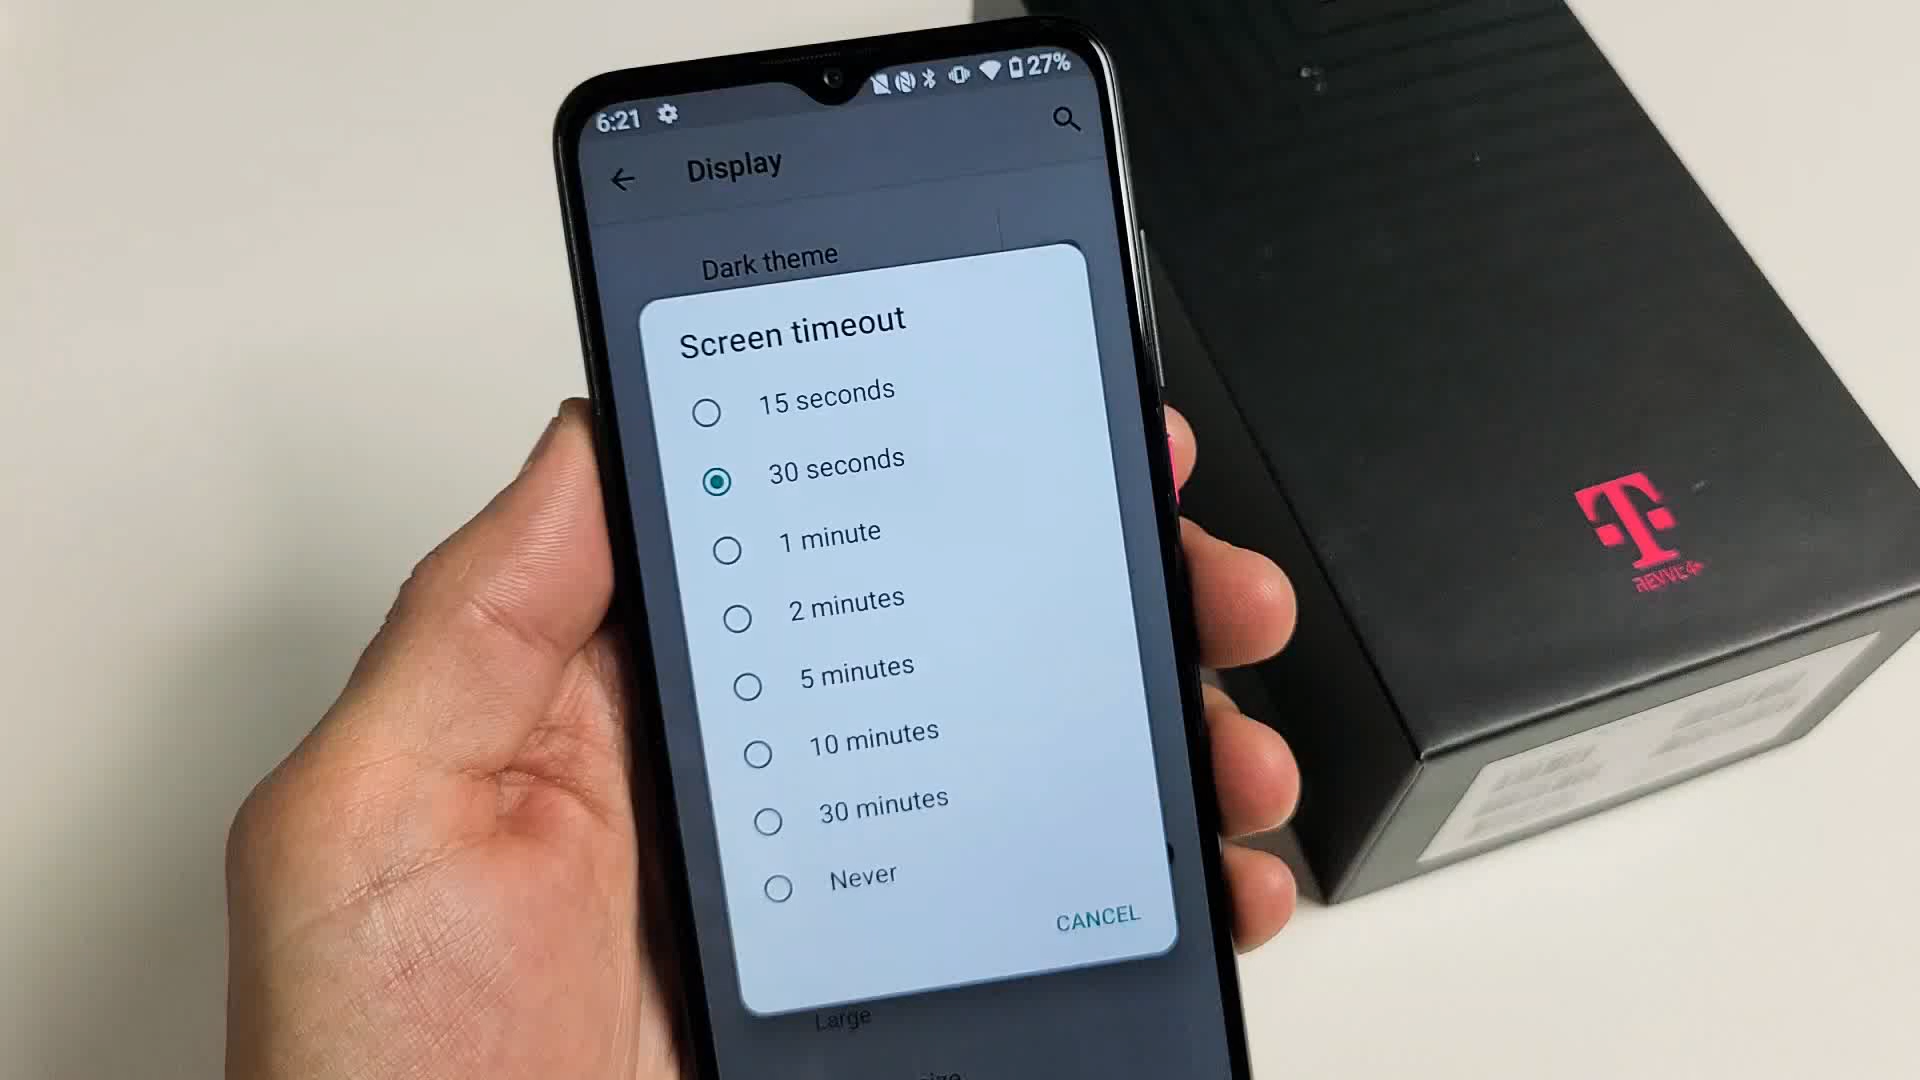 6:21
27%
Display
Dark theme
Screen timeout
15 seconds
30 seconds
1 minute
2 minutes
5 minutes
10 minutes
30 minutes
Never
CANCEL
Large
T
REVVL 4+